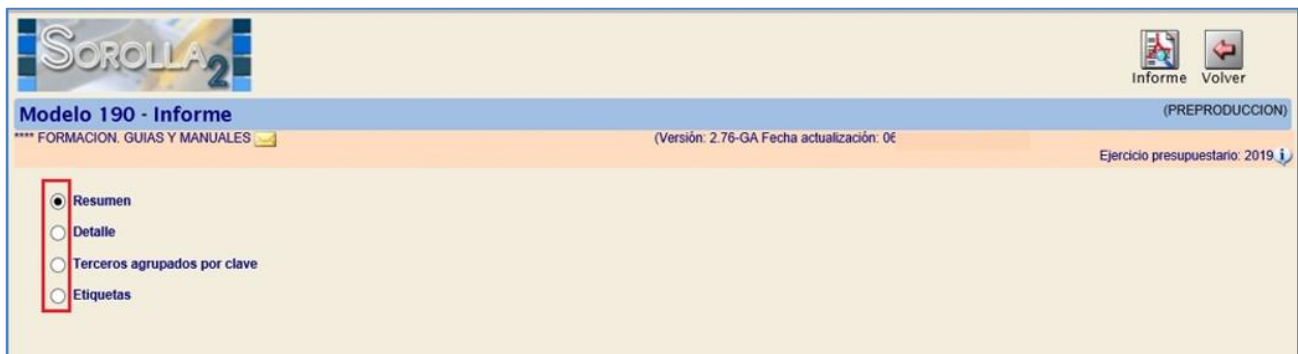 SOROLLA2
Informe Volver
Modelo 190 - Informe (PREPRODUCCION)
**** FORMACION. GUIAS Y MANUALES (Versión: 2.76-GA Fecha actualización: 06
Ejercicio presupuestario: 2019
Resumen
Detalle
Terceros agrupados por clave
Etiquetas